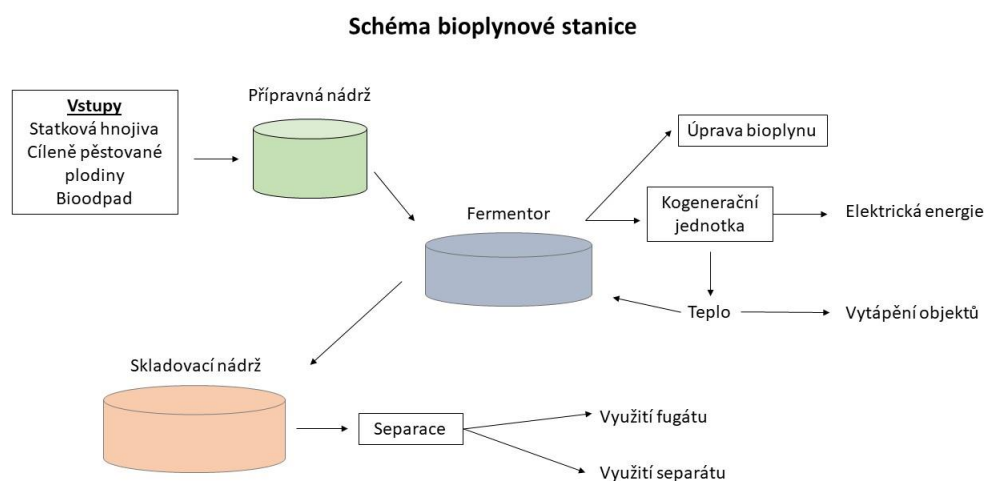 Schéma bioplynové stanice
Vstupy
Statková hnojiva
Cíleně pěstované
plodiny
Bioodpad
Přípravná nádrž
Fermentor
Úprava bioplynu
Kogenerační
jednotka
Elektrická energie
Teplo
Vytápění objektů
Skladovací nádrž
Separace
Využití fugátu
Využití separátu